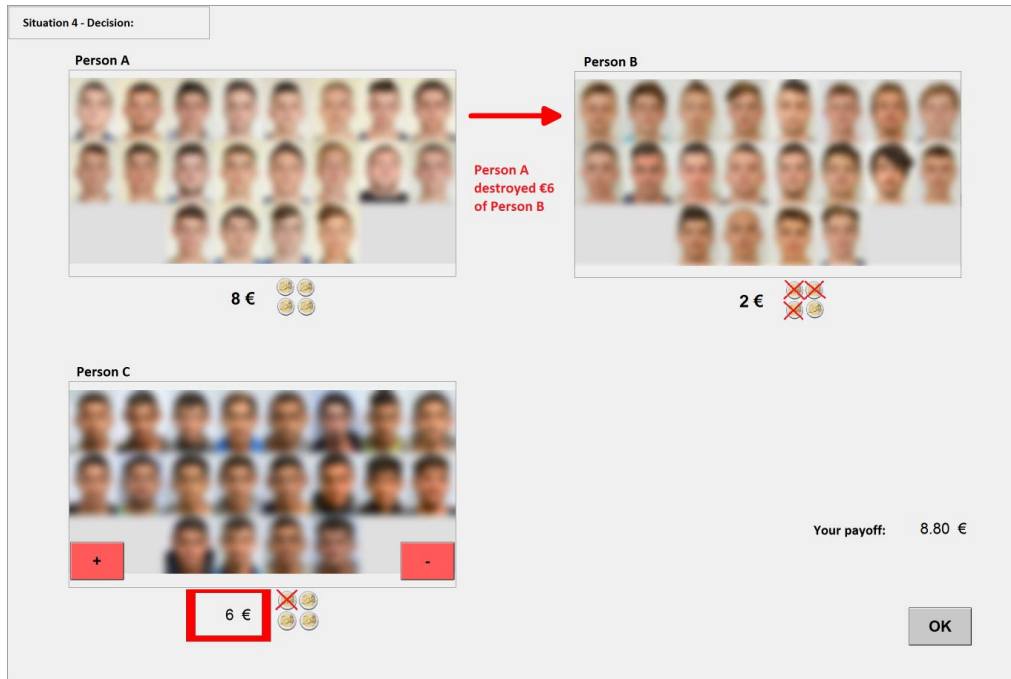 Situation 4 - Decision:
Person A
Person B
Person A
destroyed €6
of Person B
8 €
2 €
Person C
+
-
6 €
Your payoff: 8.80 €
OK